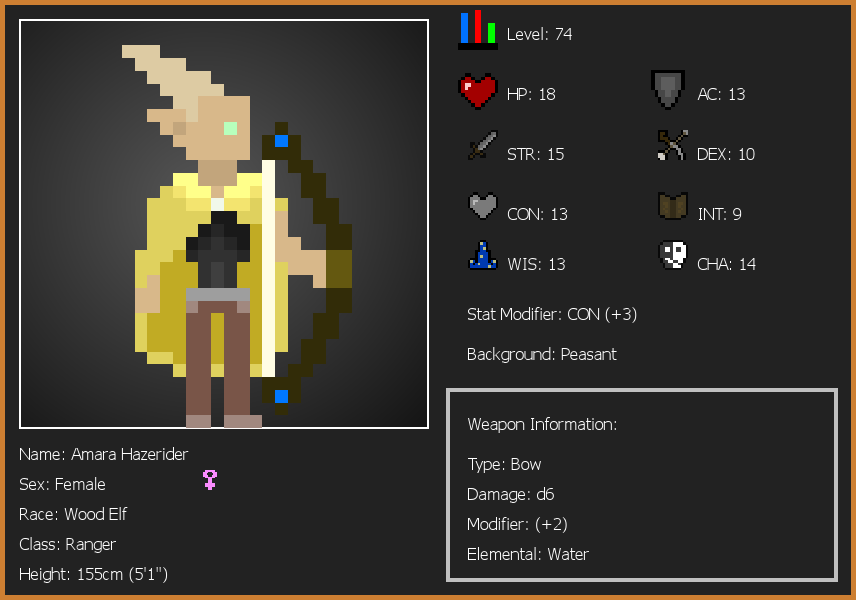 Level: 74
HP: 18
AC: 13
STR: 15
DEX: 10
CON: 13
INT: 9
WIS: 13
CHA: 14
Stat Modifier: CON (+3)
Background: Peasant
Weapon Information:
Type: Bow
Damage: d6
Modifier: (+2)
Elemental: Water
Name: Amara Hazerider
Sex: Female
Race: Wood Elf
Class: Ranger
Height: 155cm (5'1")